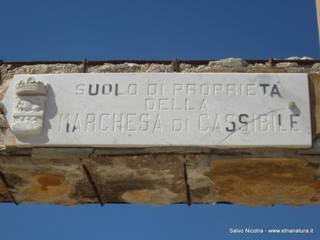 SUOLO DI PROPRIETÀ
DELLA
MARCHESA DI CASSIBILE
Salvo Nicotra - www.etnanatura.it